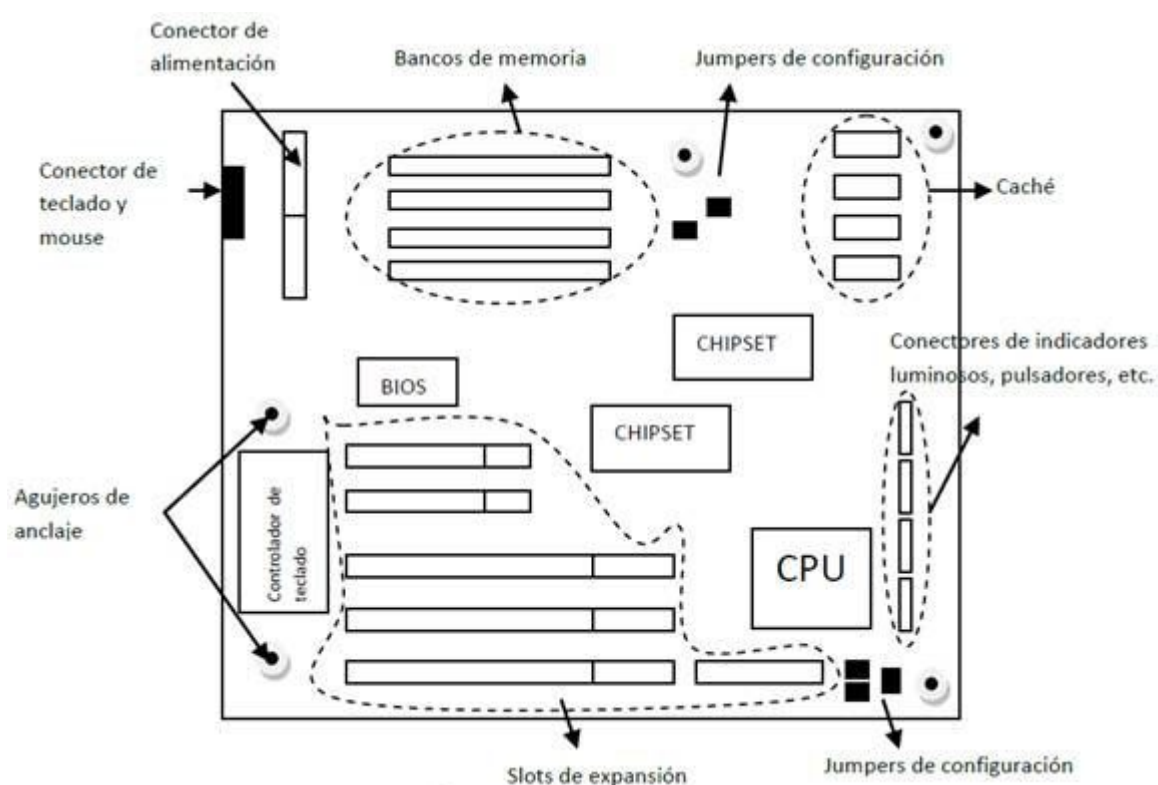 Conector de
alimentación
Bancos de memoria
Jumpers de configuración
Conector de
teclado y
mouse
Caché
CHIPSET
Conectores de indicadores
luminosos, pulsadores, etc.
BIOS
CHIPSET
Agujeros de
anclaje
Controlador de
teclado
CPU
Slots de expansión
Jumpers de configuración